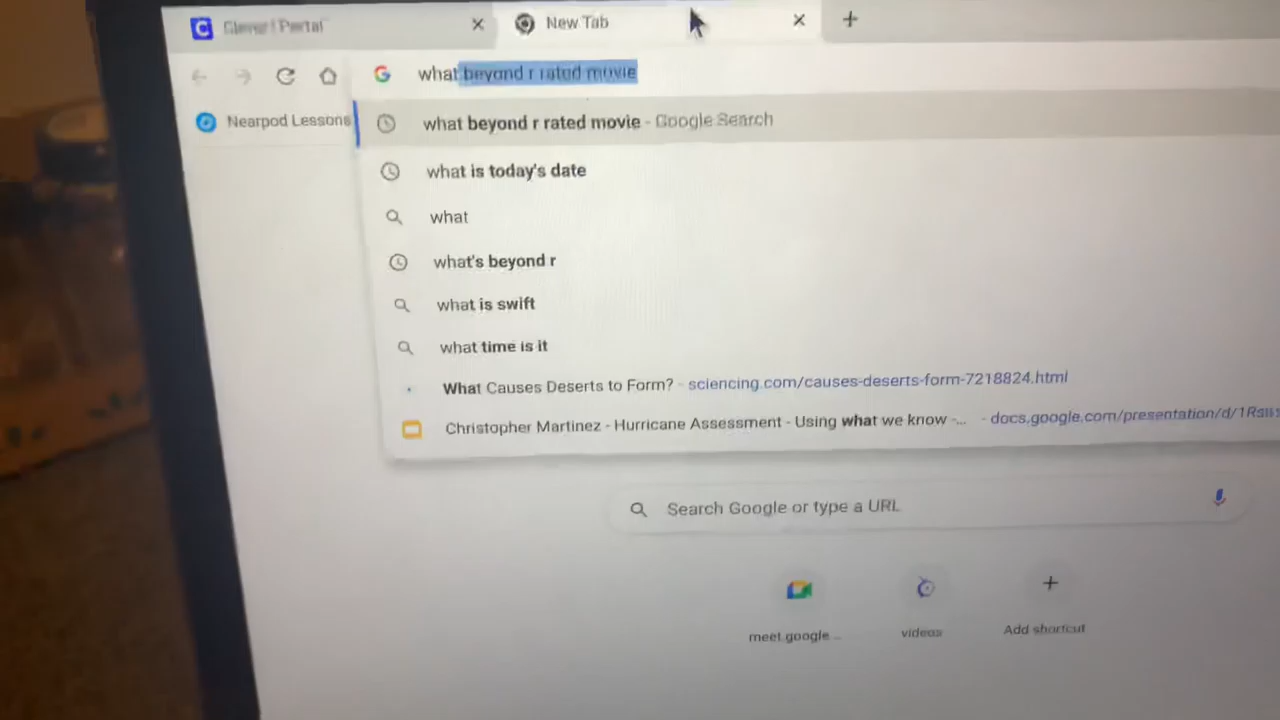 Clever | Portal
New Tab
what beyond r rated movie
Nearpod Lessons
what beyond r rated movie - Google Search
what is today's date
what
what's beyond r
what is swift
what time is it
What Causes Deserts to Form? - sciencing.com/causes-deserts-form-7218824.html
Christopher Martinez - Hurricane Assessment - Using what we know -... - docs.google.com/presentation/d/
Search Google or type a URL
meet.google...
videos
Add shortcut